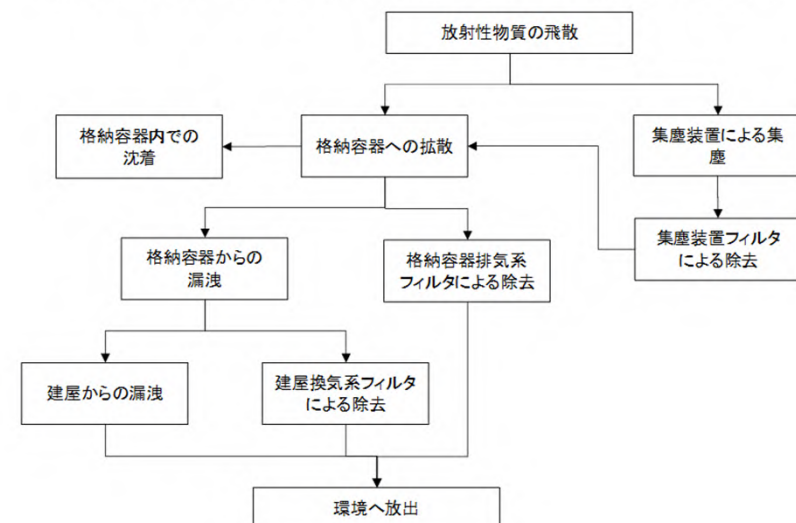 放射性物質の飛散
格納容器内での
沈着
格納容器への拡散
集塵装置による集
塵
格納容器からの
漏洩
格納容器排気系
フィルタによる除去
集塵装置フィルタ
による除去
建屋からの漏洩
建屋換気系フィルタ
による除去
環境へ放出